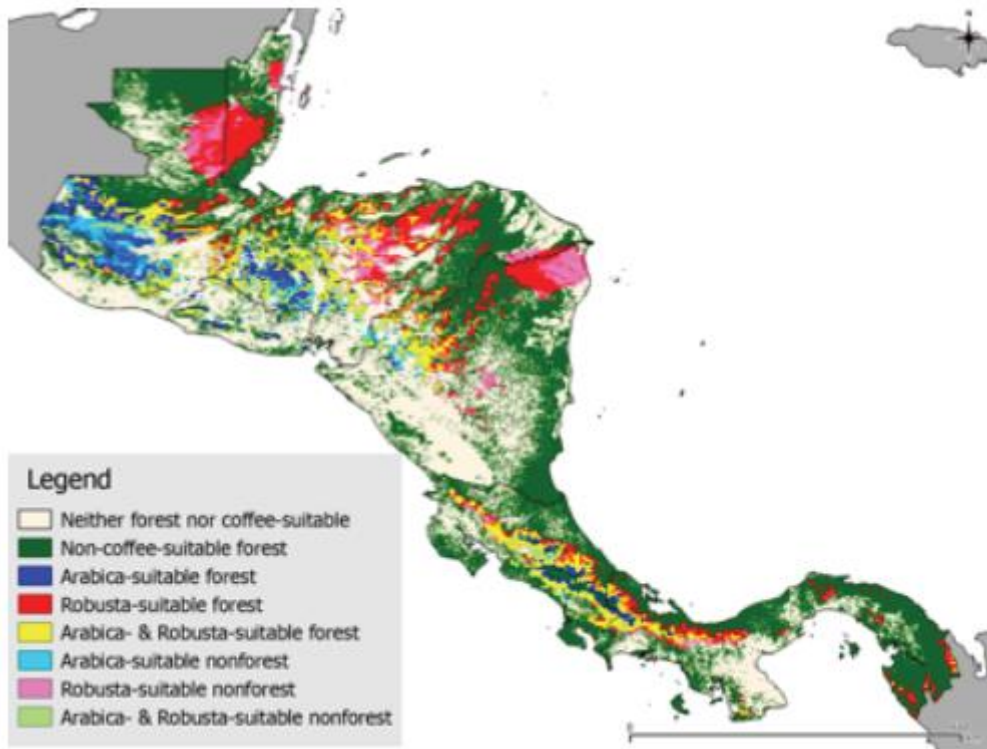 Legend
Neither forest nor coffee-suitable
Non-coffee-suitable forest
Arabica-suitable forest
Robusta-suitable forest
Arabica- & Robusta-suitable forest
Arabica-suitable nonforest
Robusta-suitable nonforest
Arabica- & Robusta-suitable nonforest